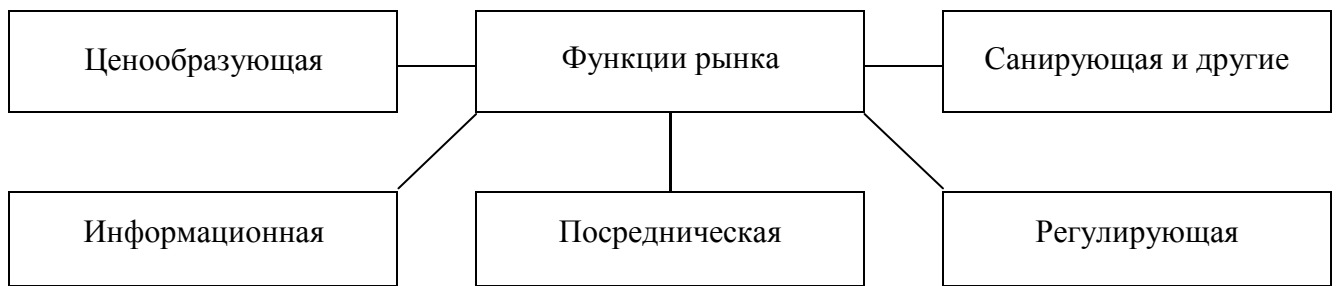 Ценообразующая
Функции рынка
Санирующая и другие
Информационная
Посредническая
Регулирующая